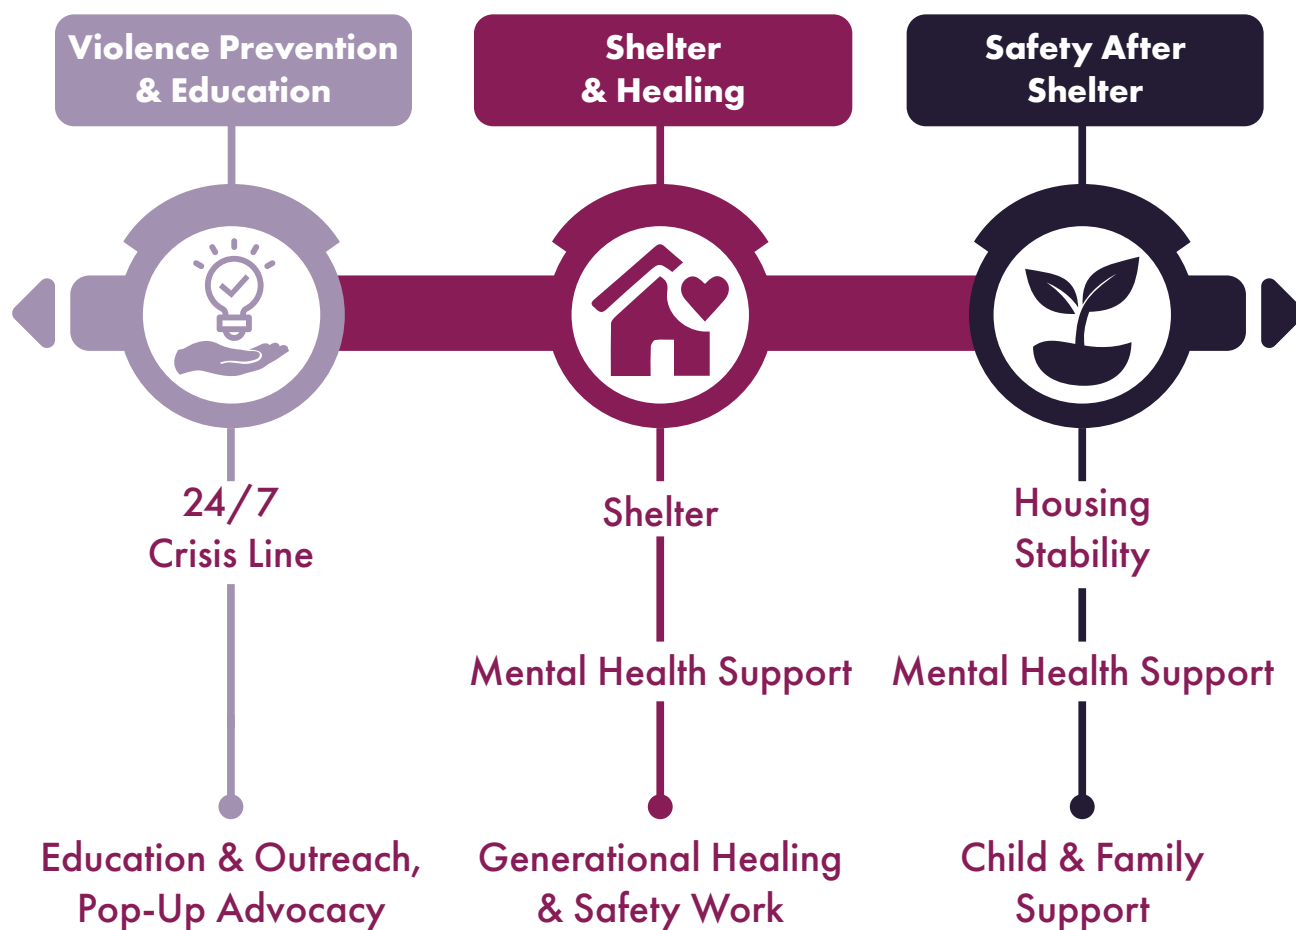 Violence Prevention
& Education
Shelter
& Healing
Safety After
Shelter
24/7
Crisis Line
Education & Outreach,
Pop-Up Advocacy
Shelter
Mental Health Support
Generational Healing
& Safety Work
Housing
Stability
Mental Health Support
Child & Family
Support